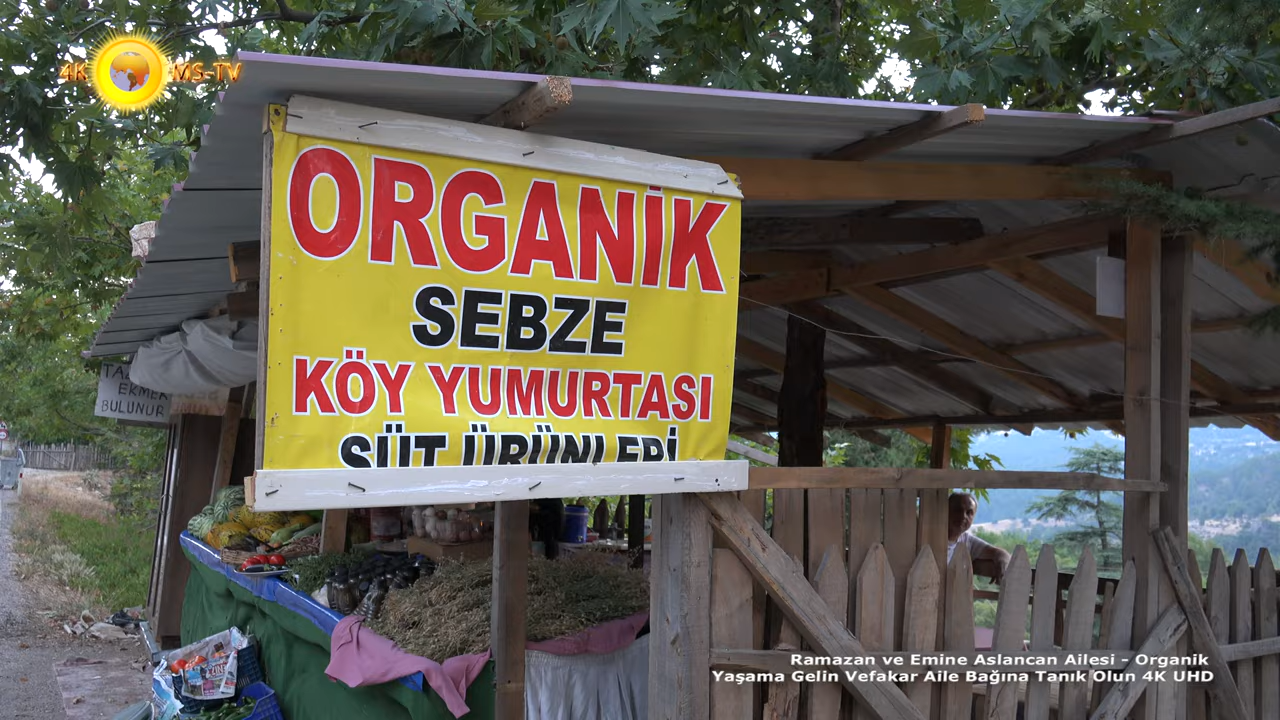 4K MS-TV
ORGANİK
SEBZE
KÖY YUMURTASI
SÜT ÜRÜNLERİ
EKMEK
BULUNUR
Ramazan ve Emine Aslancan Ailesi - Organik
Yaşama Gelin Vefakar Aile Bağına Tanık Olun 4K UHD